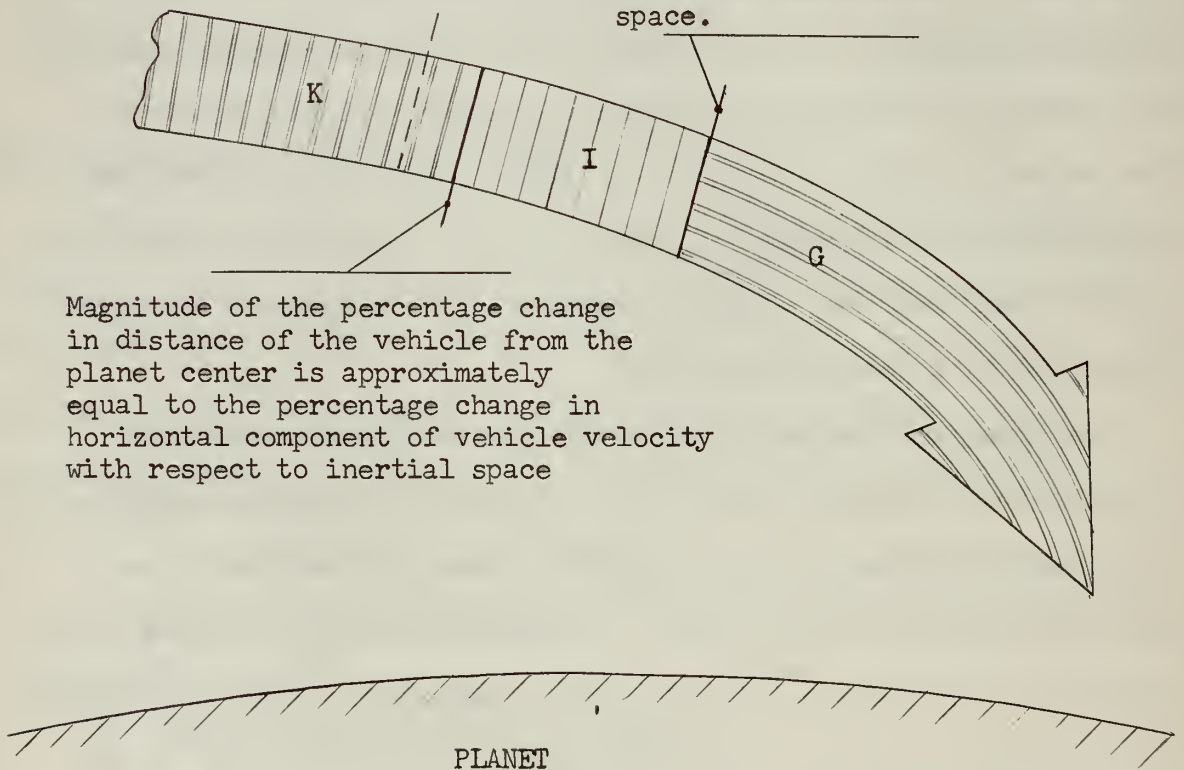 space.
K
I
G
Magnitude of the percentage change
in distance of the vehicle from the
planet center is approximately
equal to the percentage change in
horizontal component of vehicle velocity
with respect to inertial space
PLANET